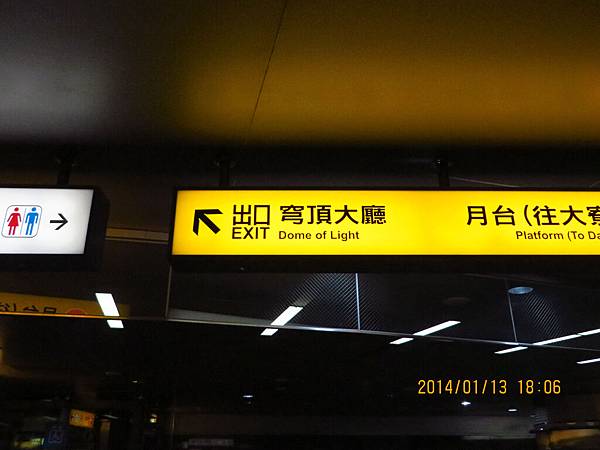 出口 穹頂大廳
EXIT Dome of Light
月台(往大寮
Platform (To Da
2014/01/13 18:06